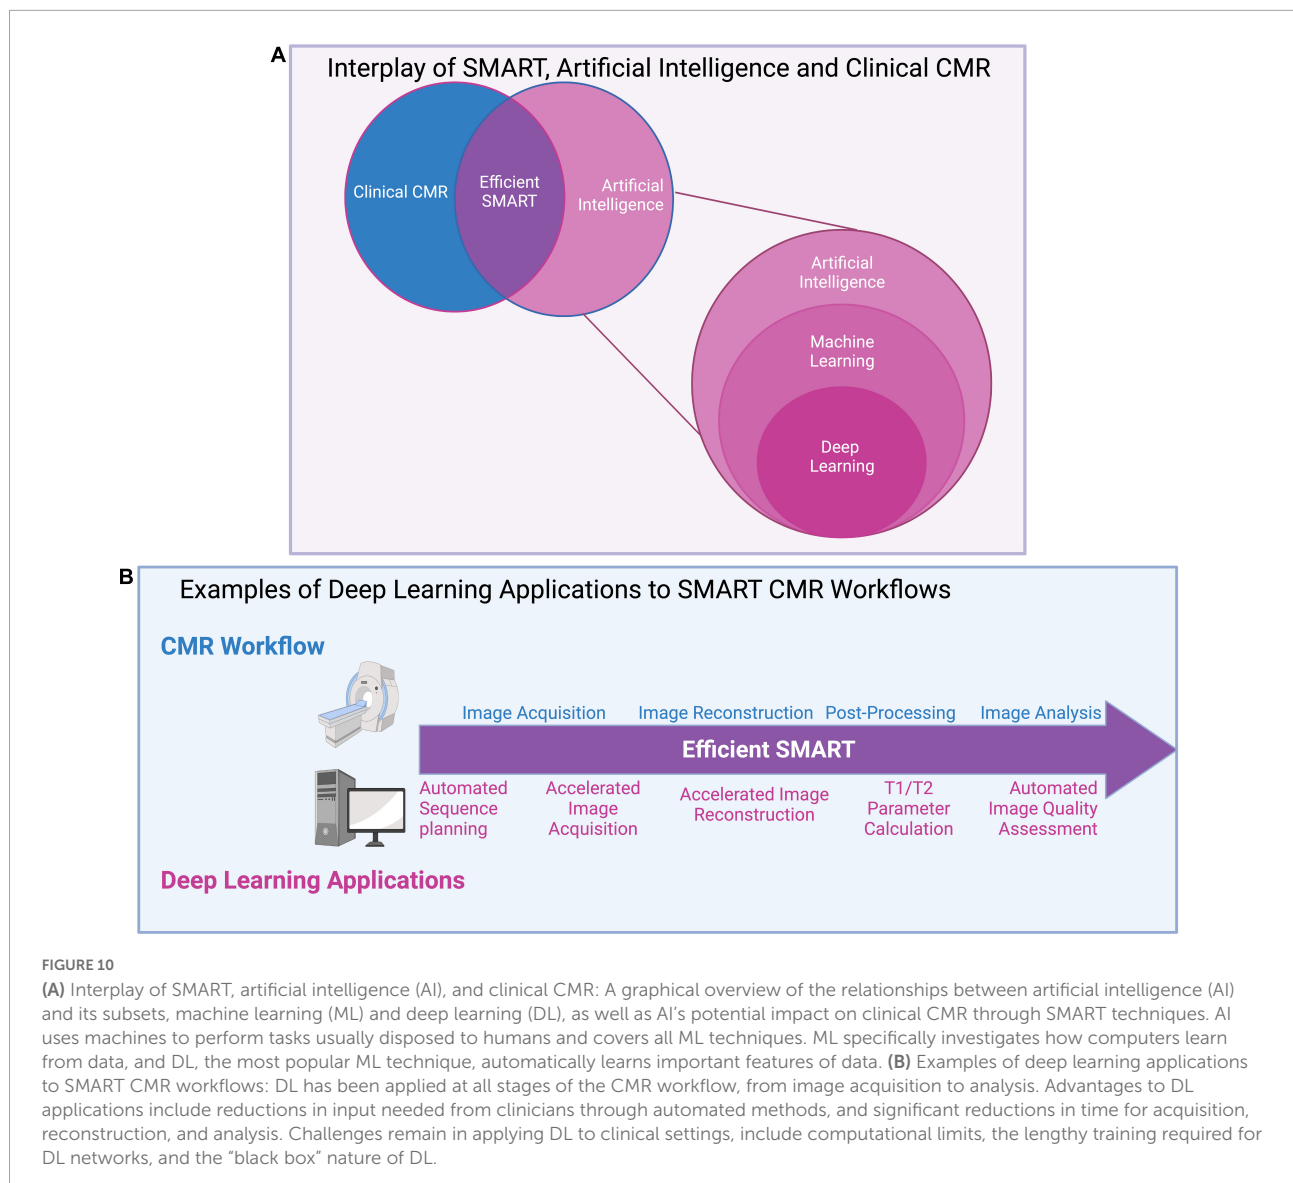 A
Interplay of SMART, Artificial Intelligence and Clinical CMR
Clinical CMR
Efficient
SMART
Artificial
Intelligence
Artificial
Intelligence
Machine
Learning
Deep
Learning
B
Examples of Deep Learning Applications to SMART CMR Workflows
CMR Workflow
Image Acquisition
Image Reconstruction
Post-Processing
Image Analysis
Efficient SMART
Automated
Sequence
planning
Accelerated
Image
Acquisition
Accelerated Image
Reconstruction
T1/T2
Parameter
Calculation
Automated
Image Quality
Assessment
Deep Learning Applications
FIGURE 10
(A) Interplay of SMART, artificial intelligence (AI), and clinical CMR: A graphical overview of the relationships between artificial intelligence (AI)
and its subsets, machine learning (ML) and deep learning (DL), as well as AI's potential impact on clinical CMR through SMART techniques. AI
uses machines to perform tasks usually disposed to humans and covers all ML techniques. ML specifically investigates how computers learn
from data, and DL, the most popular ML technique, automatically learns important features of data. (B) Examples of deep learning applications
to SMART CMR workflows: DL has been applied at all stages of the CMR workflow, from image acquisition to analysis. Advantages to DL
applications include reductions in input needed from clinicians through automated methods, and significant reductions in time for acquisition,
reconstruction, and analysis. Challenges remain in applying DL to clinical settings, include computational limits, the lengthy training required for
DL networks, and the “black box” nature of DL.